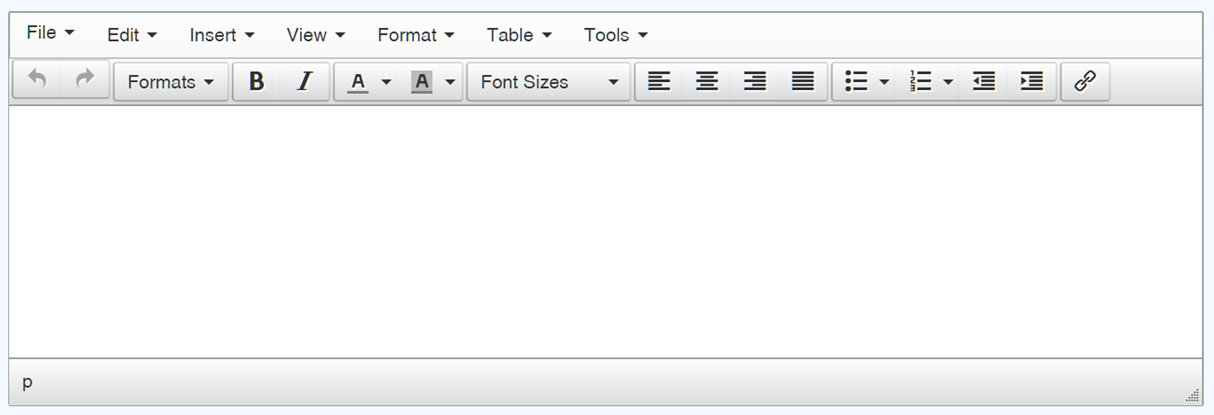 File Edit Insert View Format Table Tools
Formats B I A A Font Sizes
p